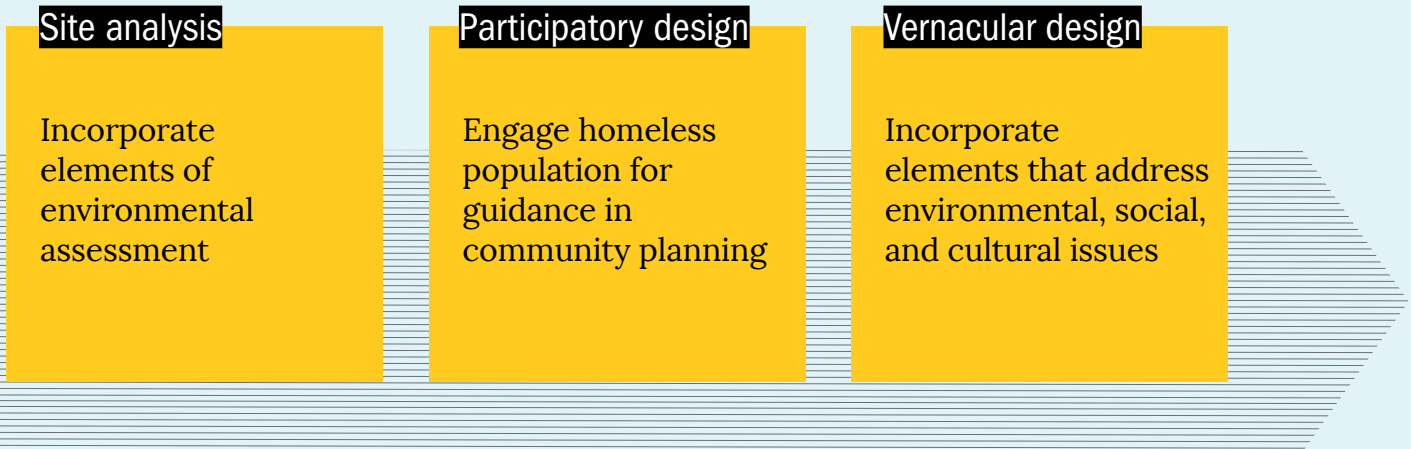 Site analysis
Incorporate
elements of
environmental
assessment
Participatory design
Engage homeless
population for
guidance in
community planning
Vernacular design
Incorporate
elements that address
environmental, social,
and cultural issues